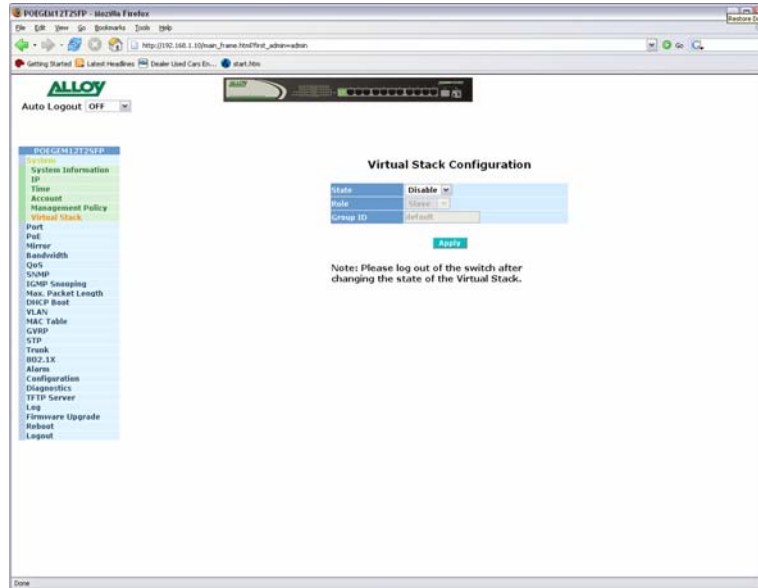 POEGEM12T2SFP - Mozilla Firefox
Restore D
File Edit View Go Bookmarks Tools Help
http://192.168.1.10/main_frame.html?first_admin=admin
Go
Getting Started Latest Headlines Dealer Used Cars En... start.htm
ALLOY
ALLOY
Auto Logout OFF
POEGEM12T2SFP
System
System Information
IP
Time
Account
Management Policy
Virtual Stack
Port
PoE
Mirror
Bandwidth
QoS
SNMP
IGMP Snooping
Max. Packet Length
DHCP Boot
VLAN
MAC Table
GVRP
STP
Trunk
802.1X
Alarm
Configuration
Diagnostics
TFTP Server
Log
Firmware Upgrade
Reboot
Logout
Virtual Stack Configuration
State Disable
Role Slave
Group ID default
Apply
Note: Please log out of the switch after
changing the state of the Virtual Stack.
Done